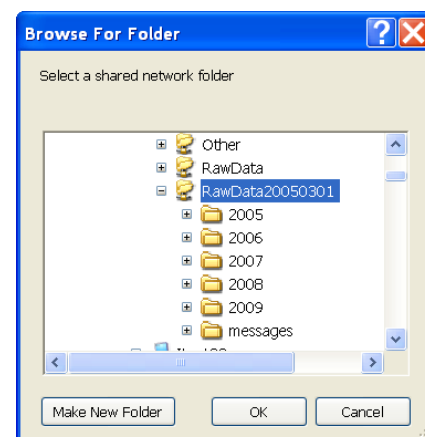 Browse For Folder
Select a shared network folder
Other
RawData
RawData20050301
2005
2006
2007
2008
2009
messages
Make New Folder OK Cancel